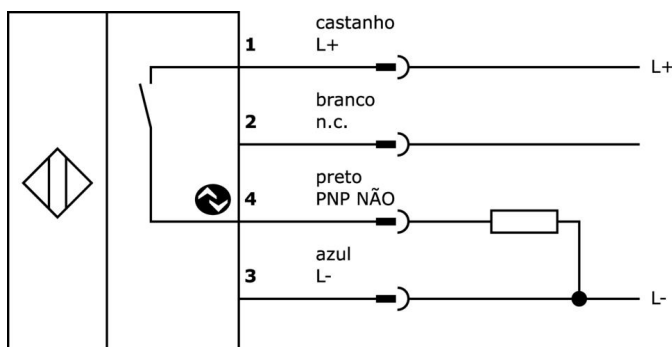 castanho
1 L+
L+
branco
2 n.c.
preto
4 PNP NÃO
azul
3 L-
L-